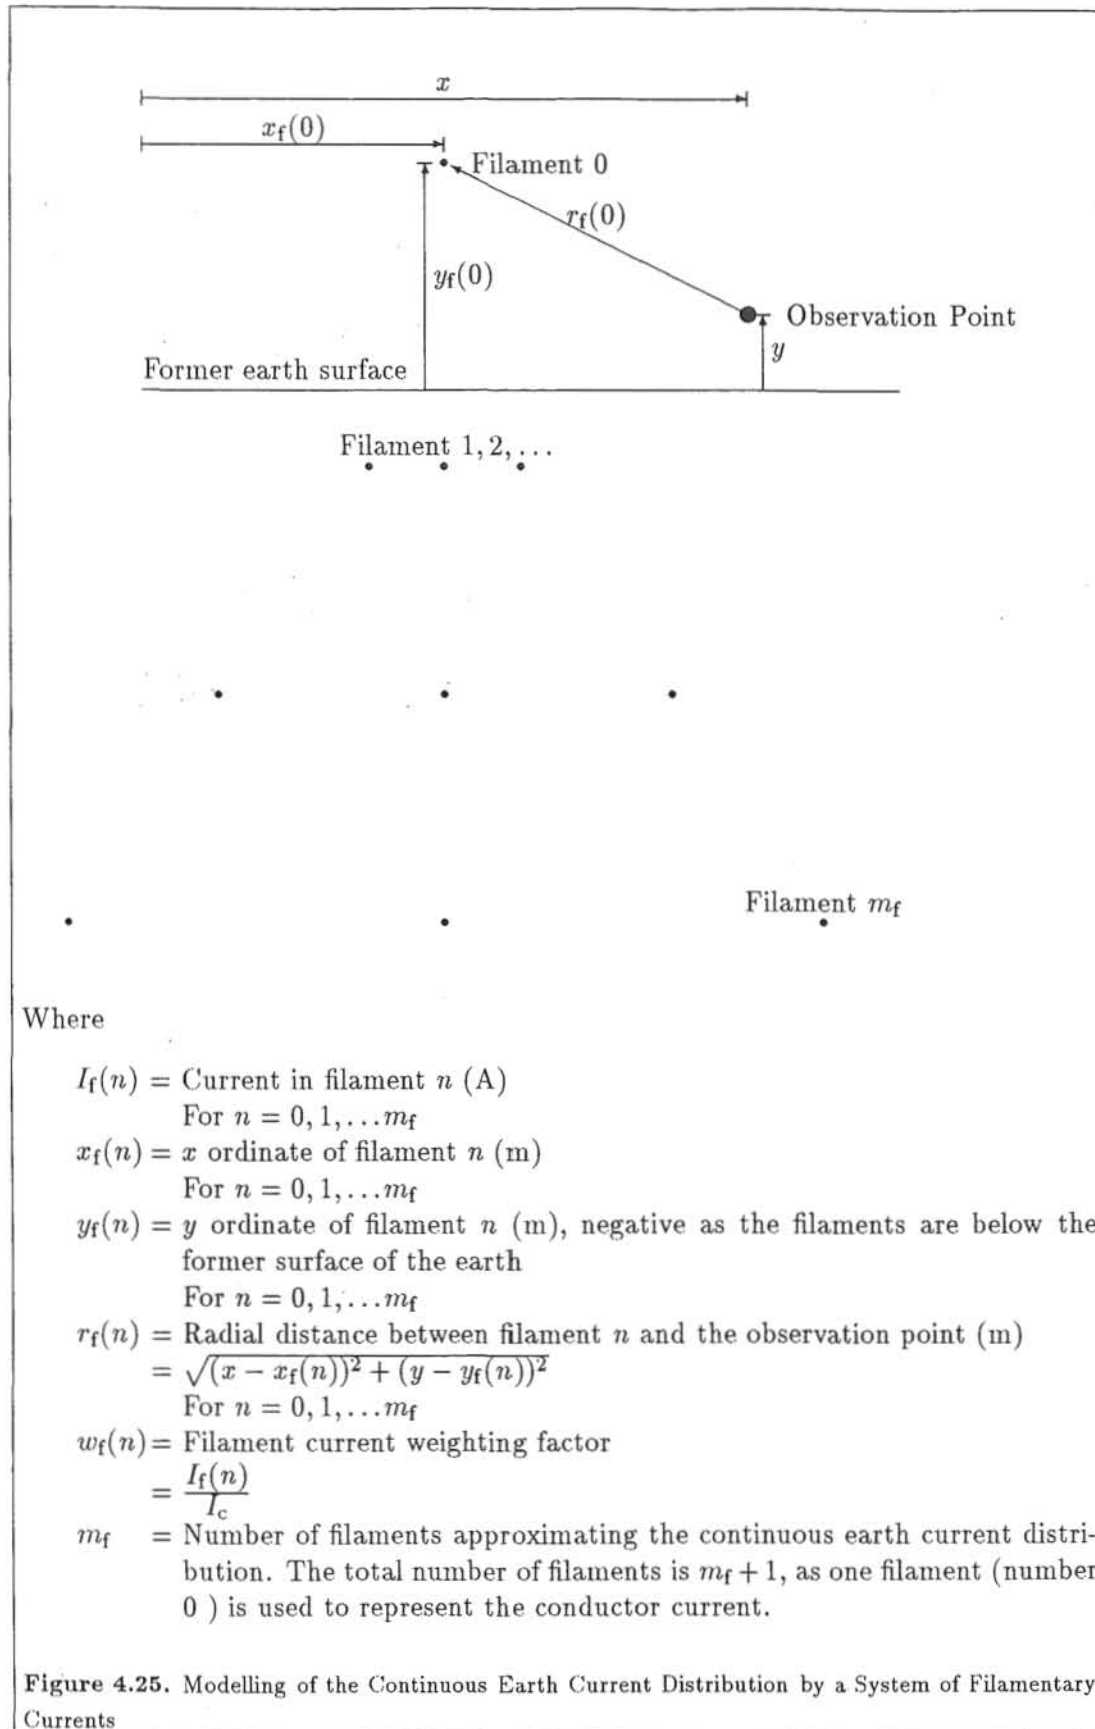 x
x_f(0)
Filament 0
r_f(0)
y_f(0)
Observation Point
y
Former earth surface
Filament 1, 2, ...
Filament m_f
Where
I_f(n) = Current in filament n (A)
For n = 0, 1, ... m_f
x_f(n) = x ordinate of filament n (m)
For n = 0, 1, ... m_f
y_f(n) = y ordinate of filament n (m), negative as the filaments are below the
former surface of the earth
For n = 0, 1, ... m_f
r_f(n) = Radial distance between filament n and the observation point (m)
= √((x − x_f(n))² + (y − y_f(n))²)
For n = 0, 1, ... m_f
w_f(n) = Filament current weighting factor
= I_f(n) / I_c
m_f = Number of filaments approximating the continuous earth current distri-
bution. The total number of filaments is m_f + 1, as one filament (number
0 ) is used to represent the conductor current.
Figure 4.25. Modelling of the Continuous Earth Current Distribution by a System of Filamentary
Currents